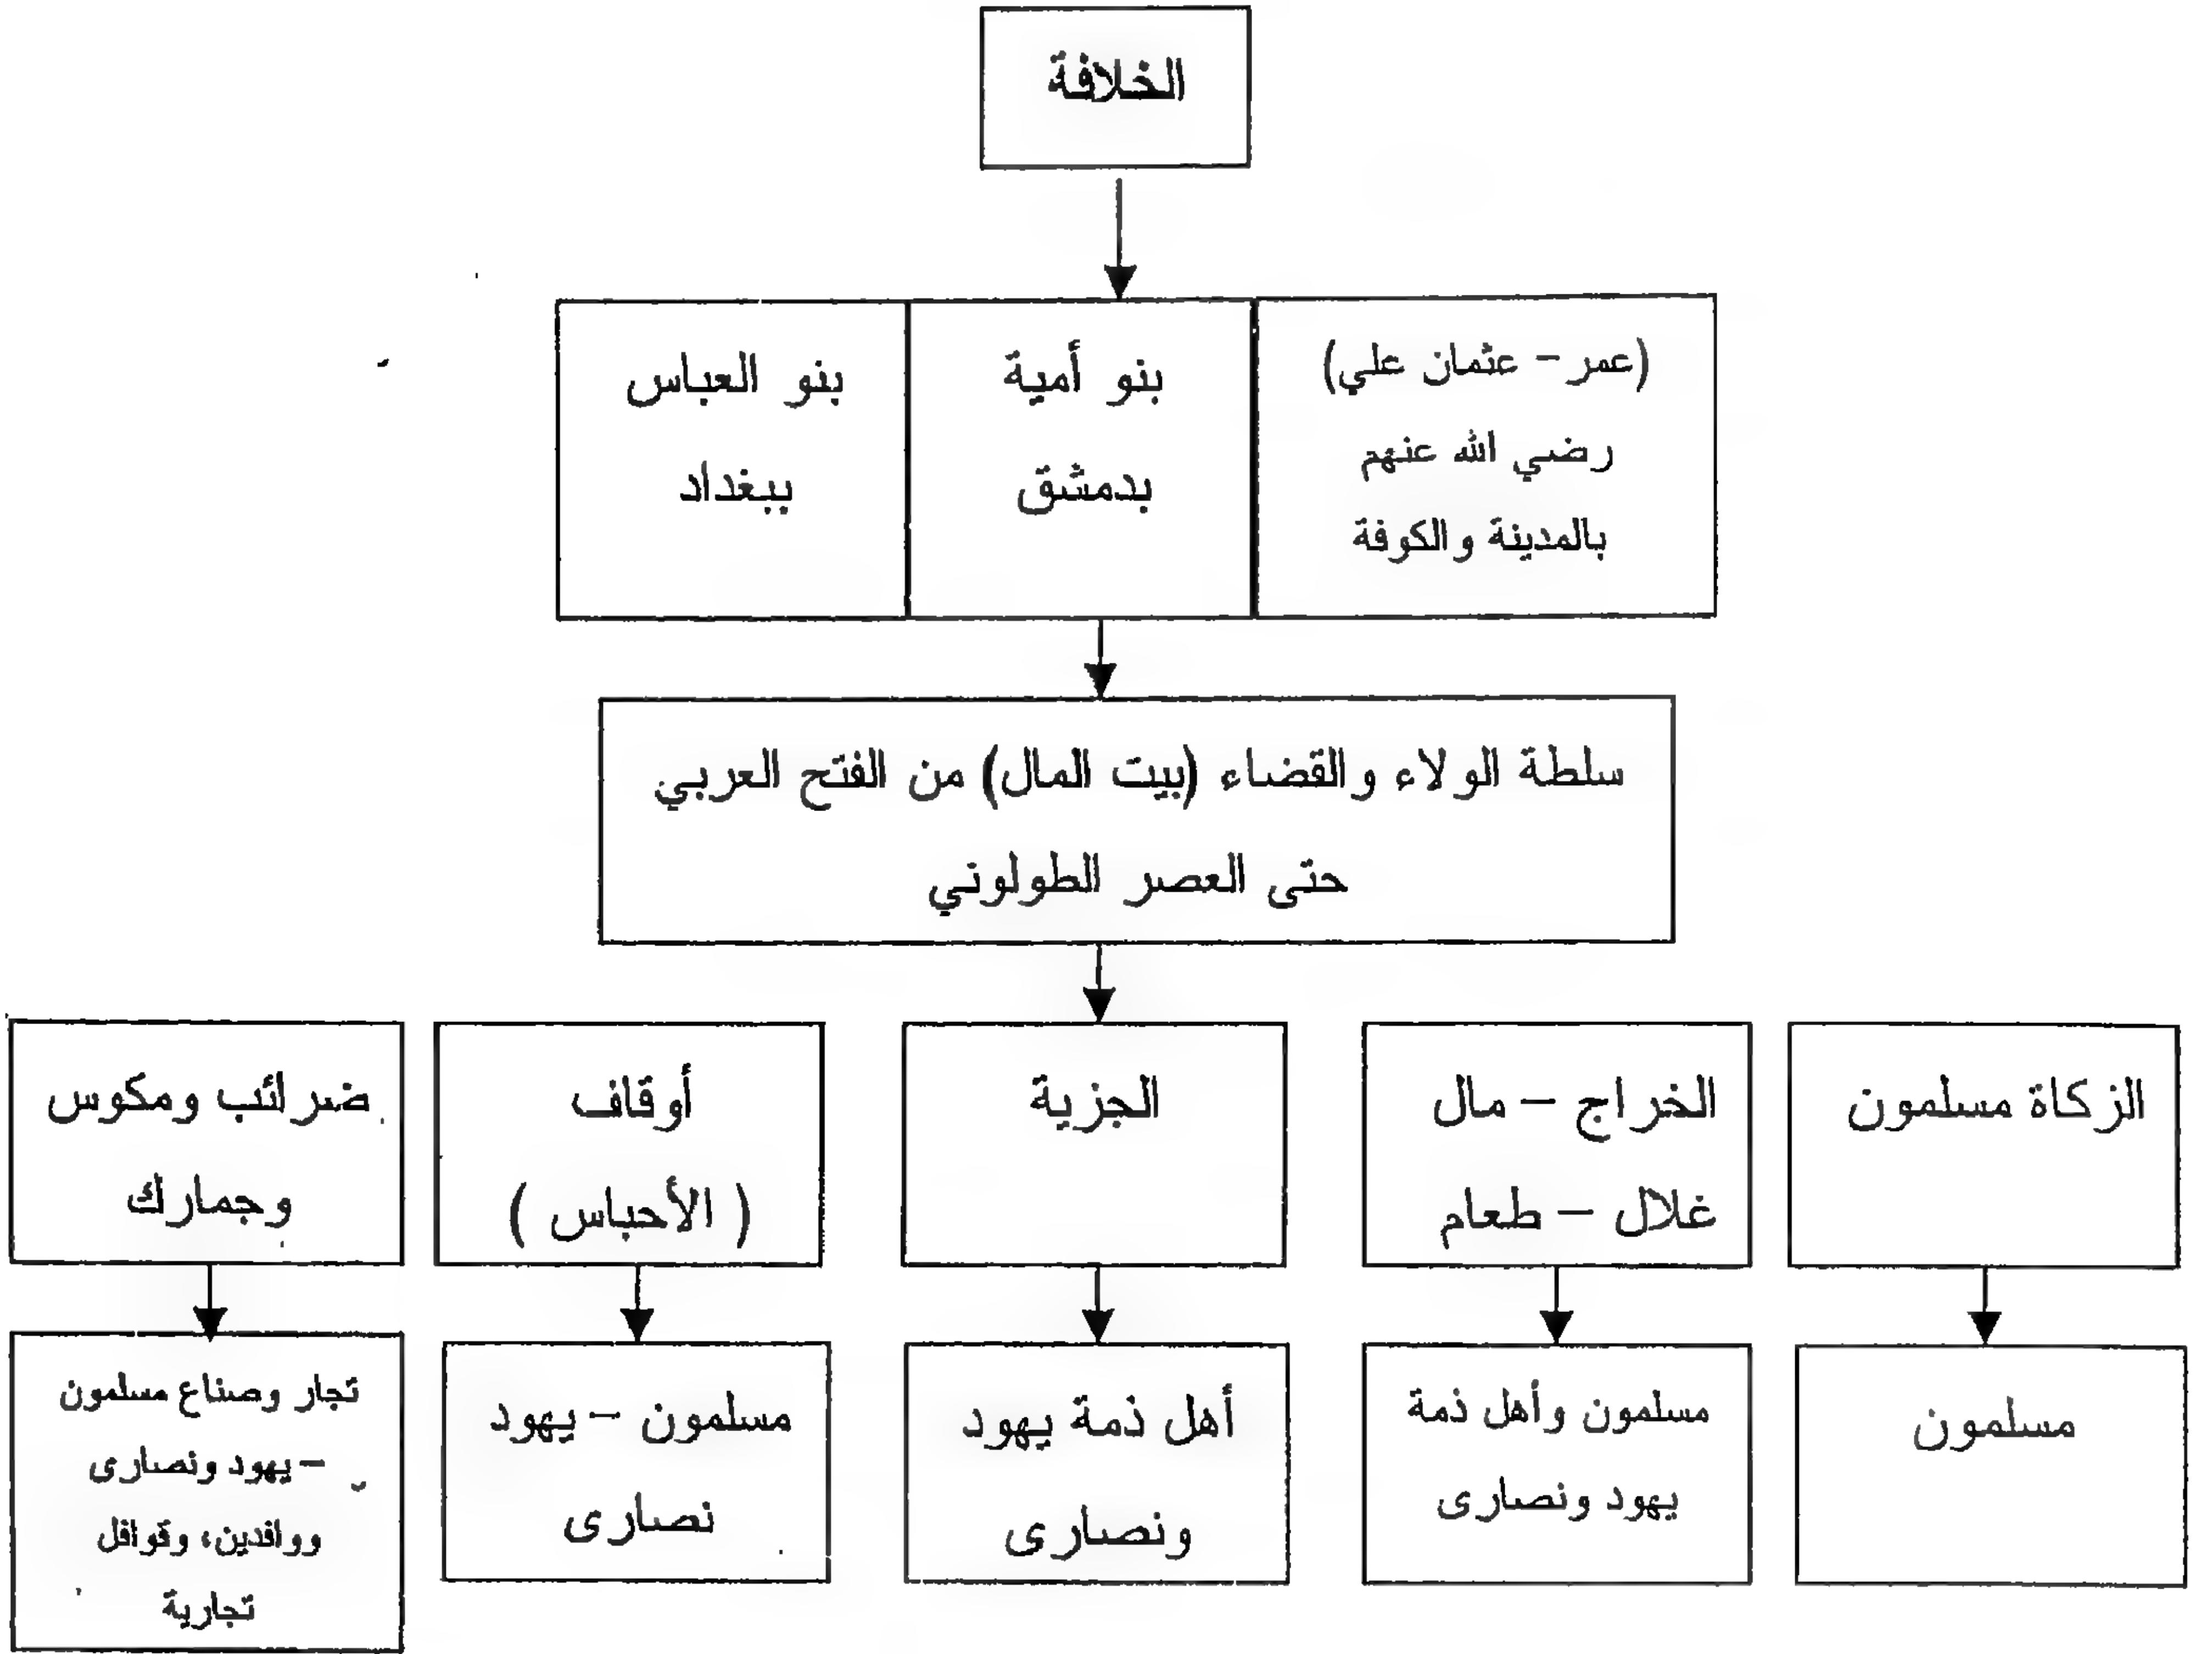 الخلافة
(عمر – عثمان علي)
رضي الله عنهم
بالمدينة والكوفة
بنو أمية
بدمشق
بنو العباس
ببغداد
سلطة الولاء والقضاء (بيت المال) من الفتح العربي
حتى العصر الطولوني
الزكاة مسلمون
الخراج – مال
غلال – طعام
الجزية
أوقاف
( الأحباس )
ضرائب ومكوس
وجمارك
مسلمون
مسلمون وأهل ذمة
يهود ونصارى
أهل ذمة يهود
ونصارى
مسلمون – يهود
نصارى
تجار وصناع مسلمون
– يهود ونصارى
ووافدين، وقوافل
تجارية